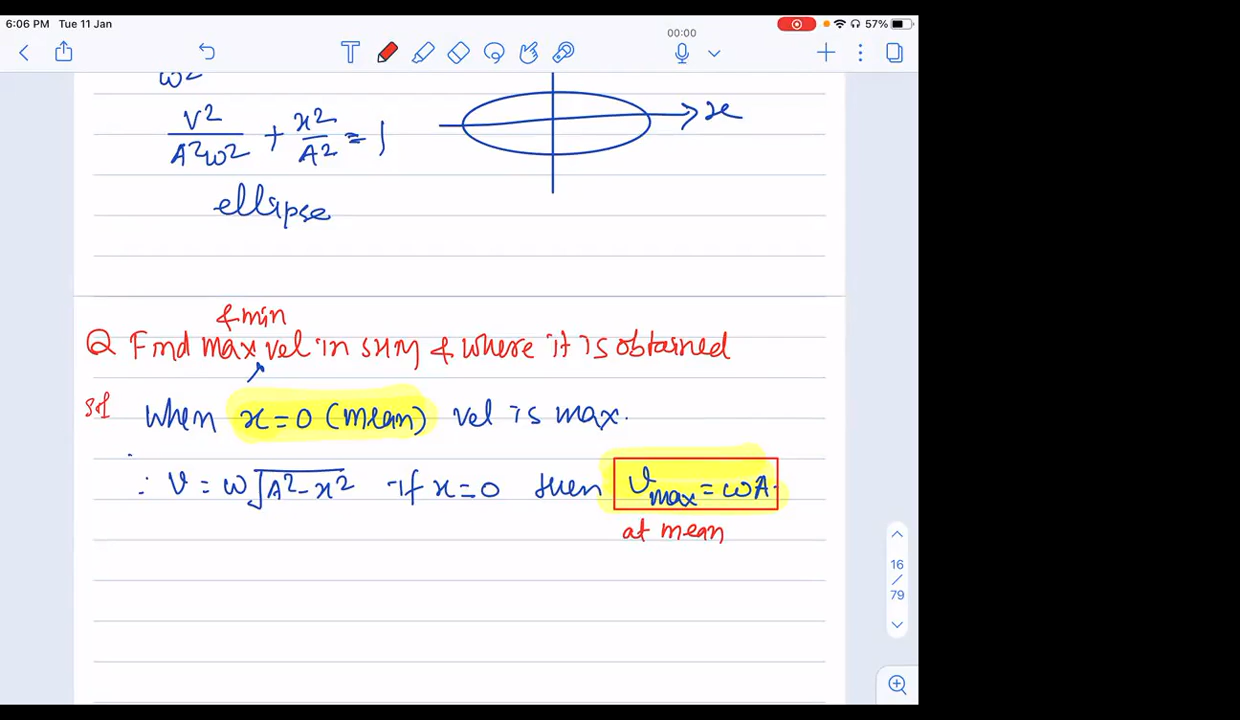 6:06 PM Tue 11 Jan
57%
00:00
ω²
V²/A²ω² + x²/A² = 1
x
ellipse
& min
Q Find max vel in SHM & where it is obtained
sol
When x=0 (mean) vel is max.
∴ V = ω√A²-x² if x=0 then Vmax = ωA.
at mean
16
/
79